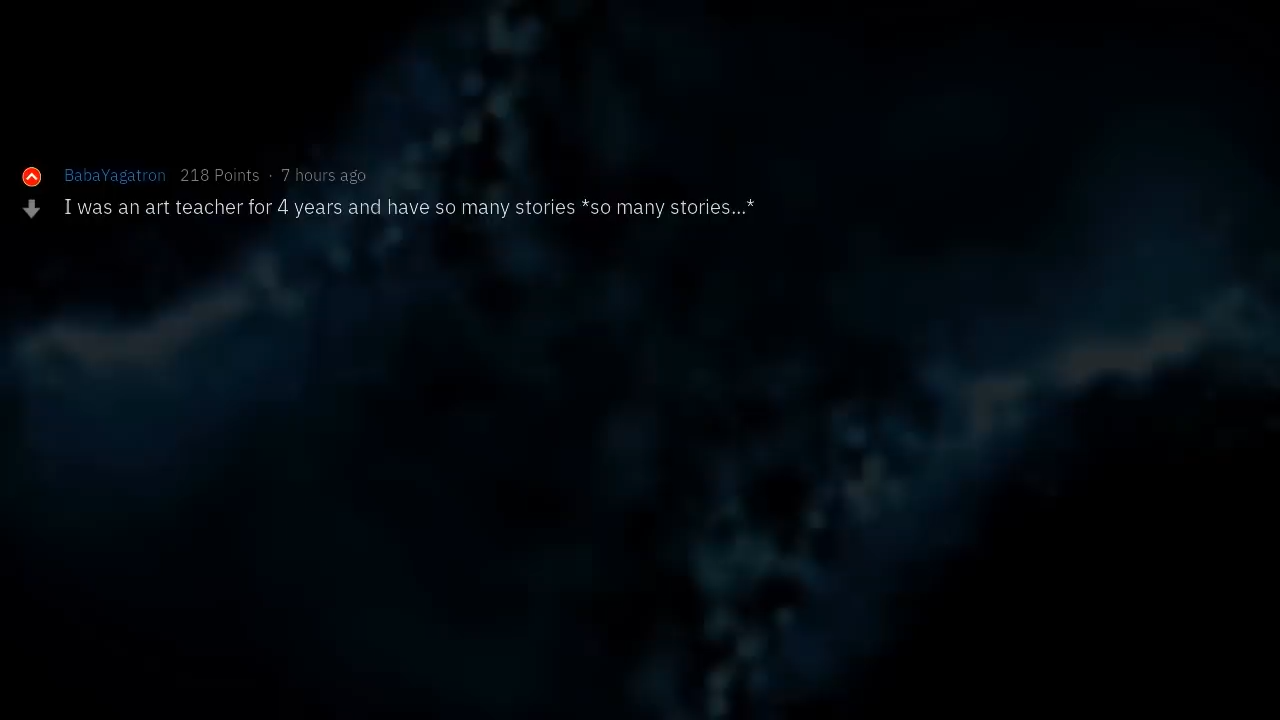 BabaYagatron 218 Points · 7 hours ago
I was an art teacher for 4 years and have so many stories *so many stories...*